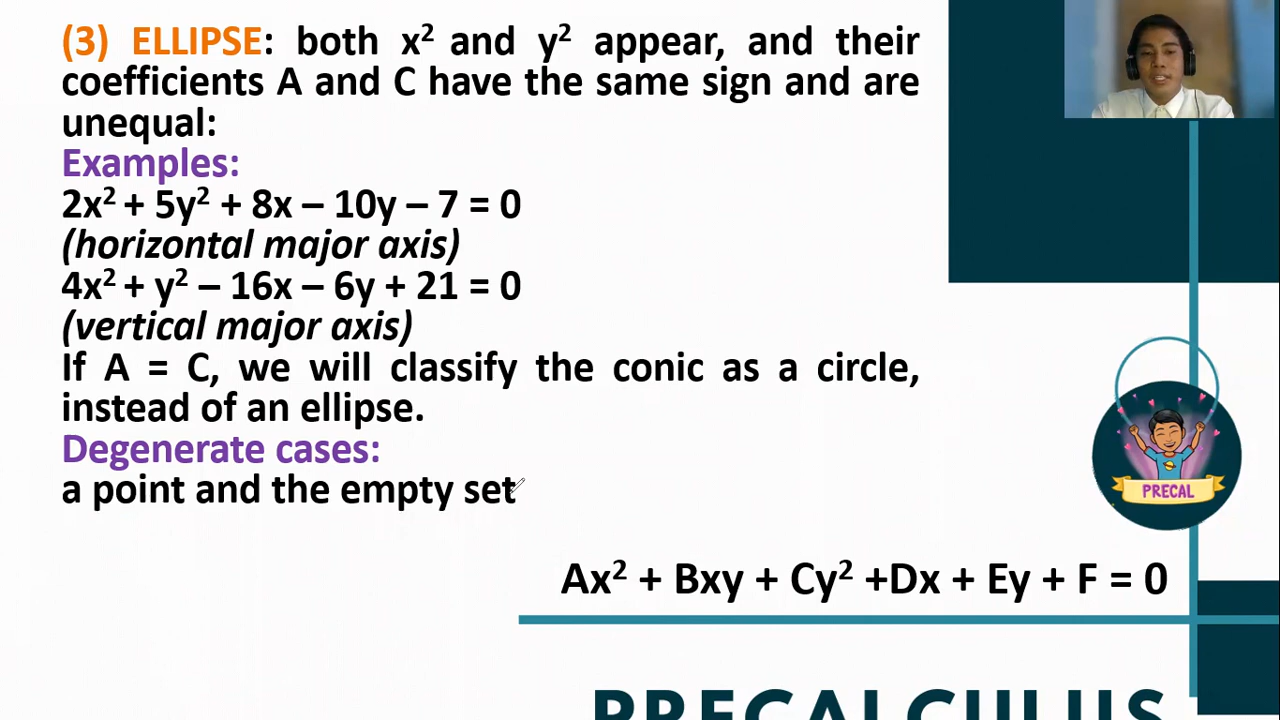 (3) ELLIPSE: both x² and y² appear, and their
coefficients A and C have the same sign and are
unequal:
Examples:
2x² + 5y² + 8x – 10y – 7 = 0
(horizontal major axis)
4x² + y² – 16x – 6y + 21 = 0
(vertical major axis)
If A = C, we will classify the conic as a circle,
instead of an ellipse.
Degenerate cases:
a point and the empty set
PRECAL
Ax² + Bxy + Cy² +Dx + Ey + F = 0
PRECALCULUS